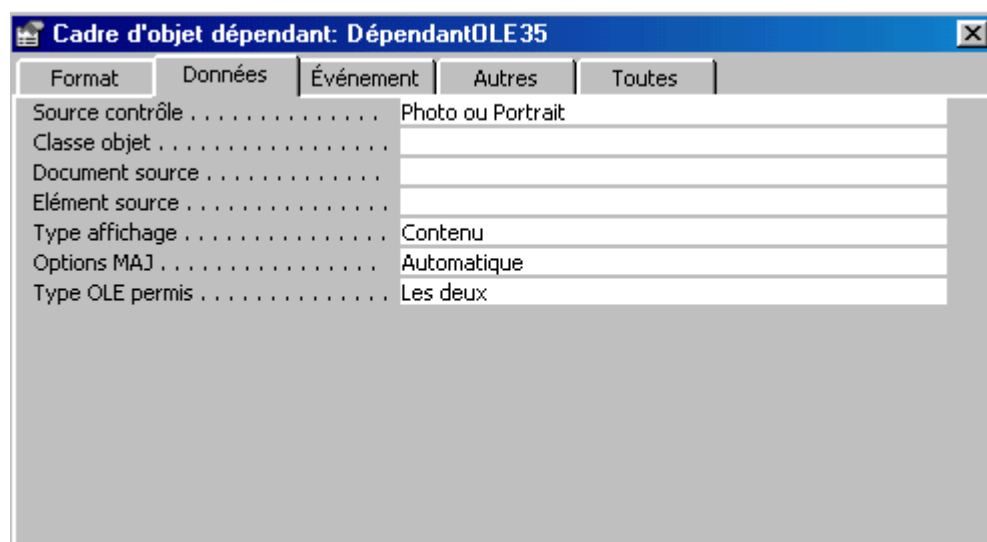 Cadre d'objet dépendant: DépendantOLE35
Format Données Événement Autres Toutes
Source contrôle . . . . . . . . . . . . . . . Photo ou Portrait
Classe objet . . . . . . . . . . . . . . . . . .
Document source . . . . . . . . . . . . .
Elément source . . . . . . . . . . . . . . . .
Type affichage . . . . . . . . . . . . . . . . Contenu
Options MAJ . . . . . . . . . . . . . . . . . Automatique
Type OLE permis . . . . . . . . . . . . . . Les deux